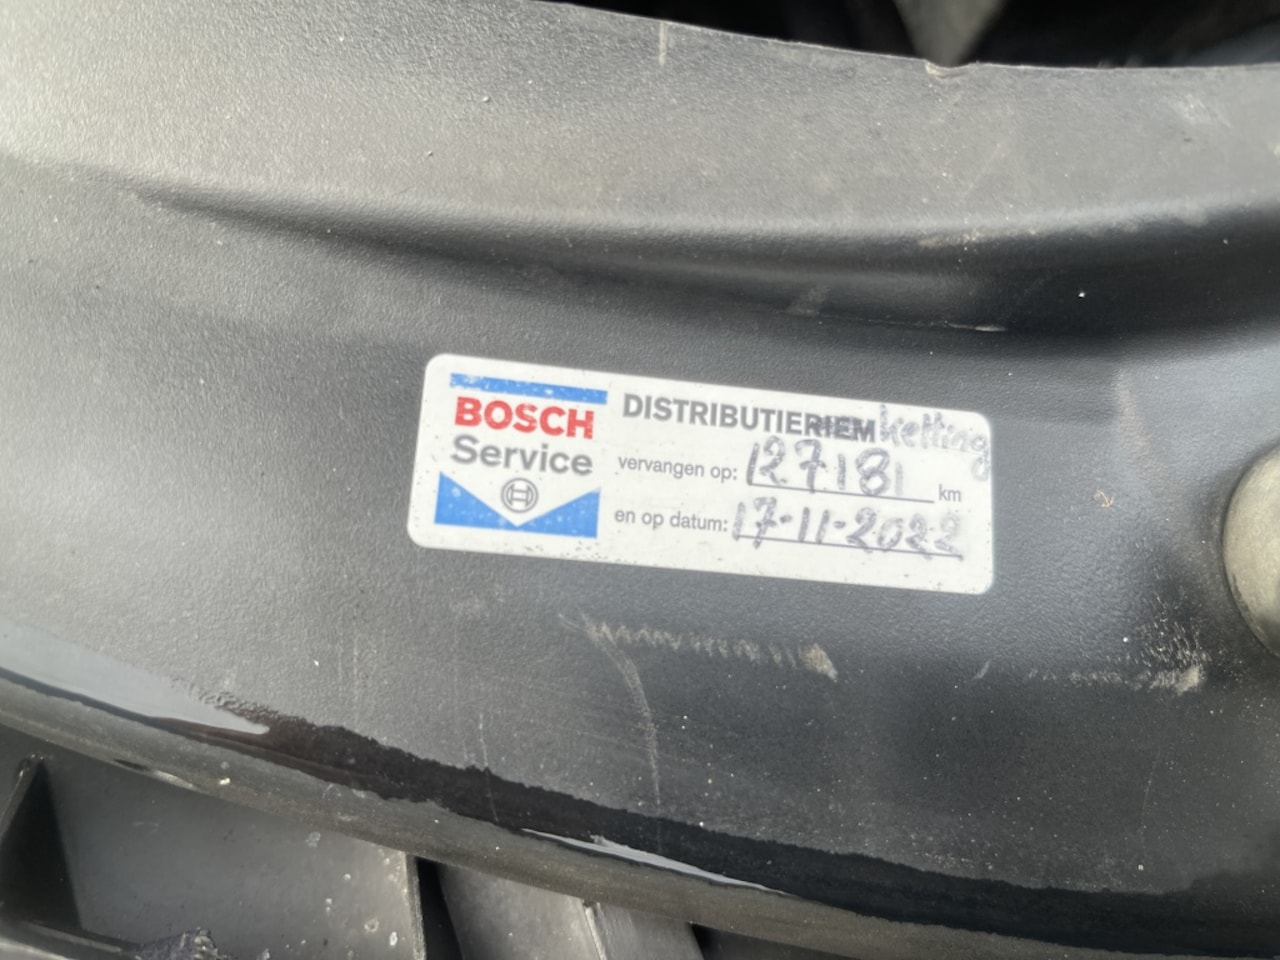 BOSCH
Service
DISTRIBUTIERIEM ketting
vervangen op: 127181 km
en op datum: 17-11-2022